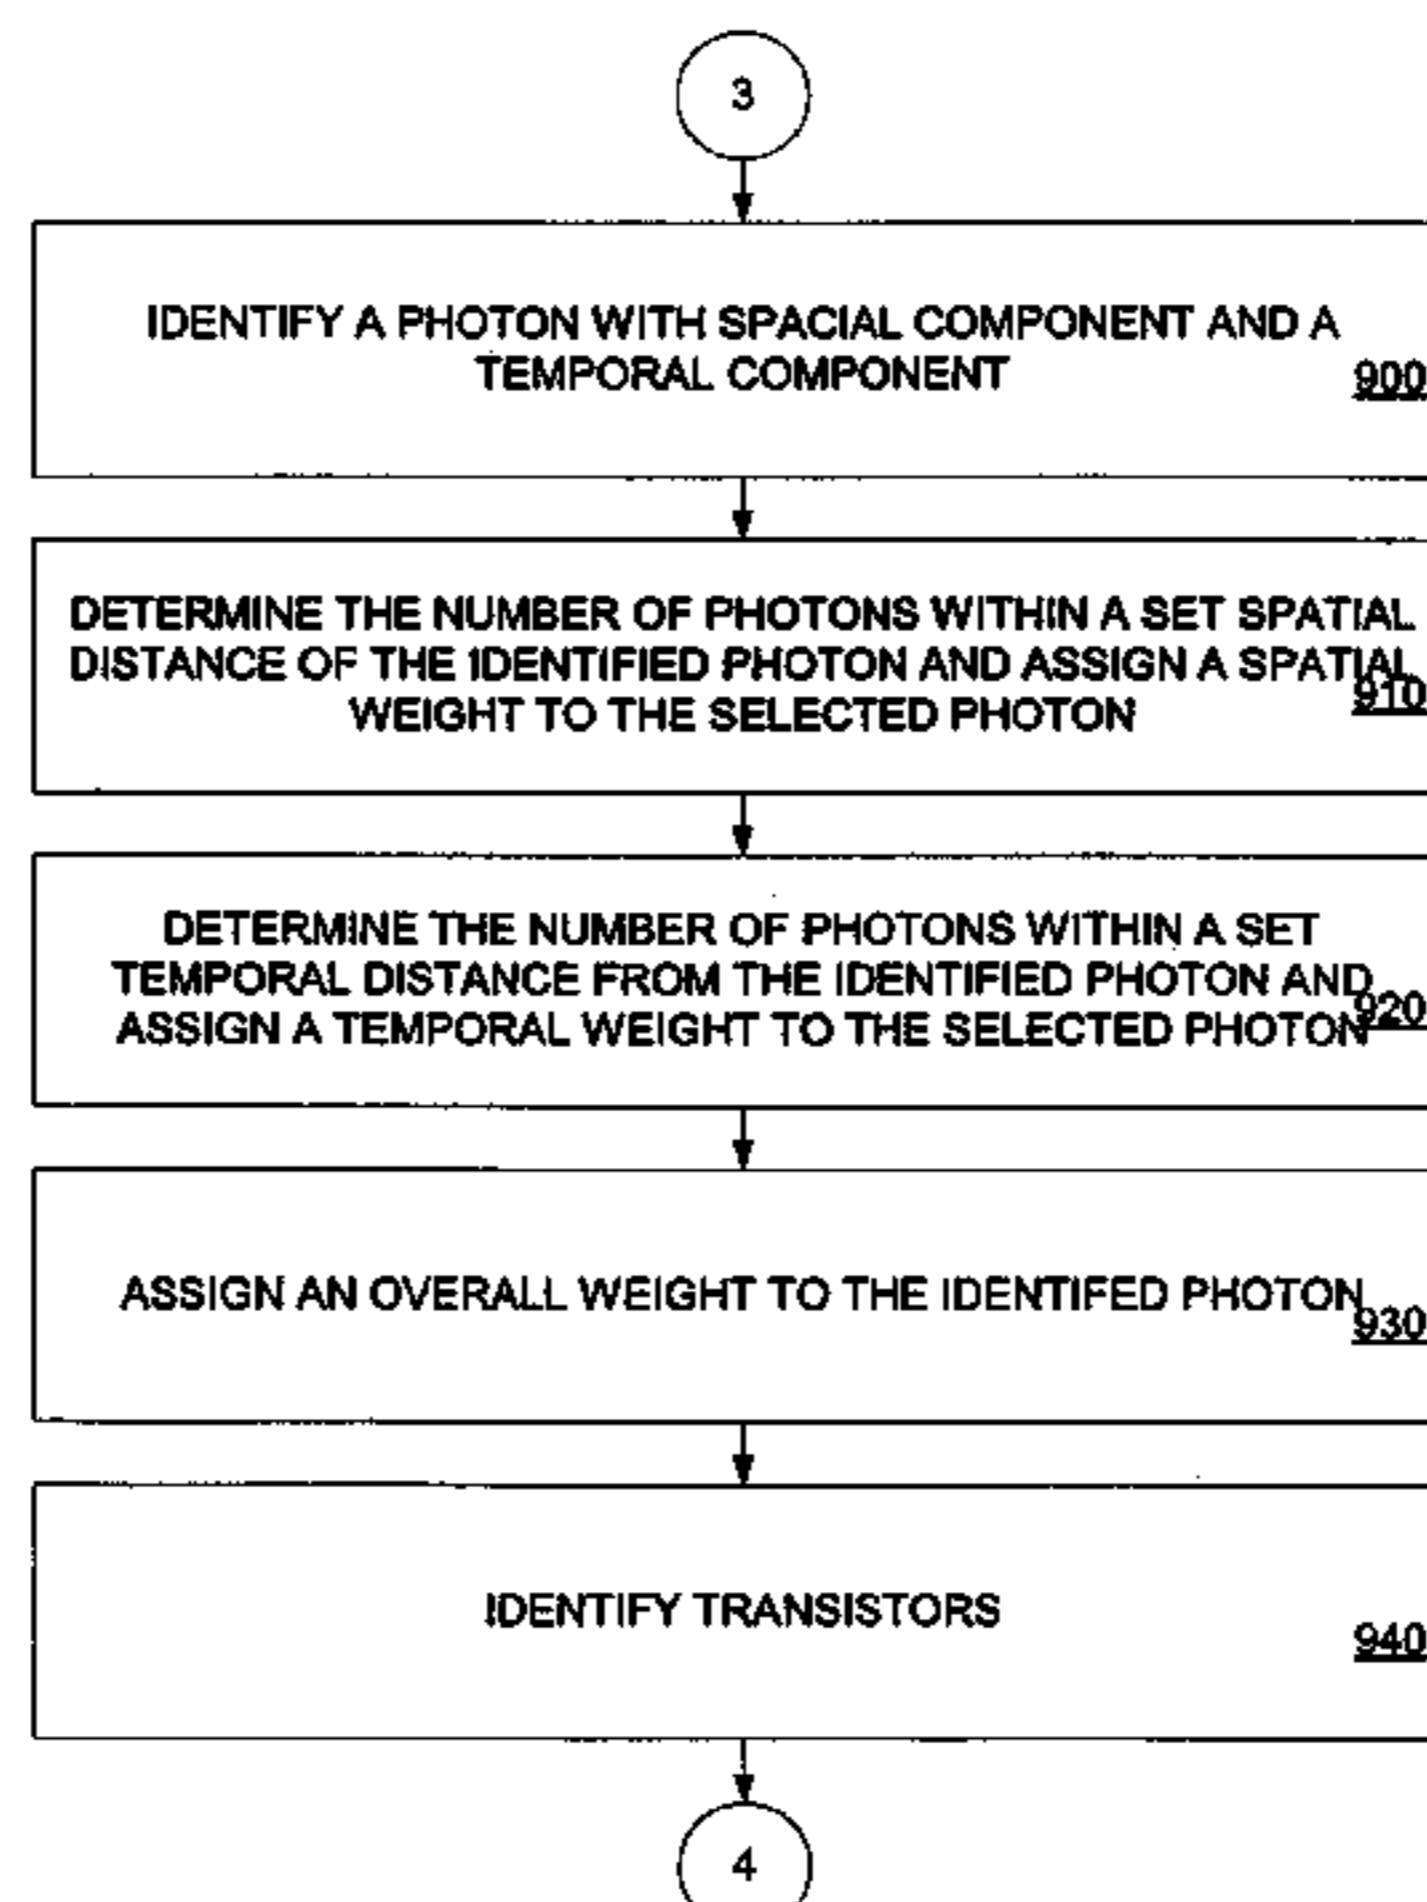 3
IDENTIFY A PHOTON WITH SPACIAL COMPONENT AND A
TEMPORAL COMPONENT
900
DETERMINE THE NUMBER OF PHOTONS WITHIN A SET SPATIAL
DISTANCE OF THE IDENTIFIED PHOTON AND ASSIGN A SPATIAL
910
WEIGHT TO THE SELECTED PHOTON
DETERMINE THE NUMBER OF PHOTONS WITHIN A SET
TEMPORAL DISTANCE FROM THE IDENTIFIED PHOTON AND
920
ASSIGN A TEMPORAL WEIGHT TO THE SELECTED PHOTON
ASSIGN AN OVERALL WEIGHT TO THE IDENTIFED PHOTON
930
IDENTIFY TRANSISTORS
940
4